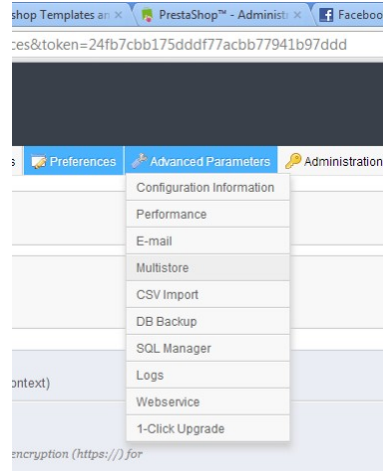 shop Templates an
PrestaShop™ - Administ
Facebook
ces&token=24fb7cbb175dddf77acbb77941b97ddd
s Preferences Advanced Parameters Administration
Configuration Information
Performance
E-mail
Multistore
CSV Import
DB Backup
SQL Manager
Logs
Webservice
1-Click Upgrade
ontext)
encryption (https://) for